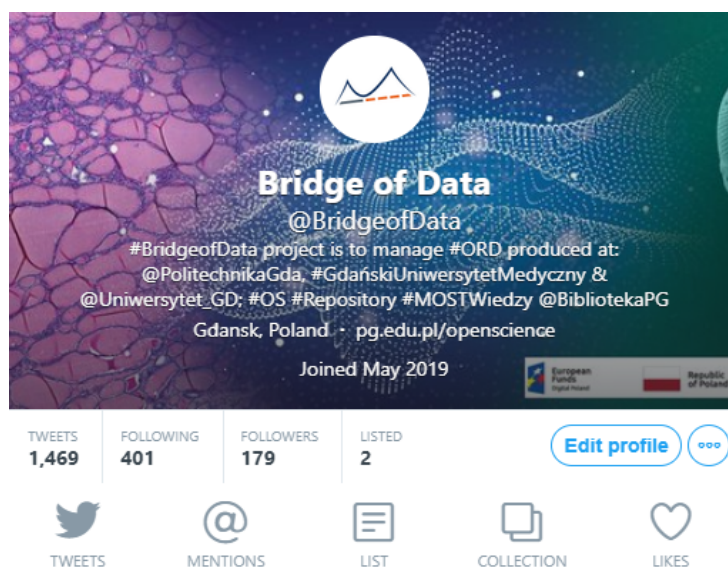 Bridge of Data
@BridgeofData
#BridgeofData project is to manage #ORD produced at:
@PolitechnikaGda, #GdańskiUniwersytetMedyczny &
@Uniwersytet_GD; #OS #Repository #MOSTWiedzy @BibliotekaPG
Gdansk, Poland · pg.edu.pl/openscience
Joined May 2019
European
Funds
Digital Poland
Republic
of Poland
TWEETS FOLLOWING FOLLOWERS LISTED
1,469 401 179 2
Edit profile
TWEETS MENTIONS LIST COLLECTION LIKES